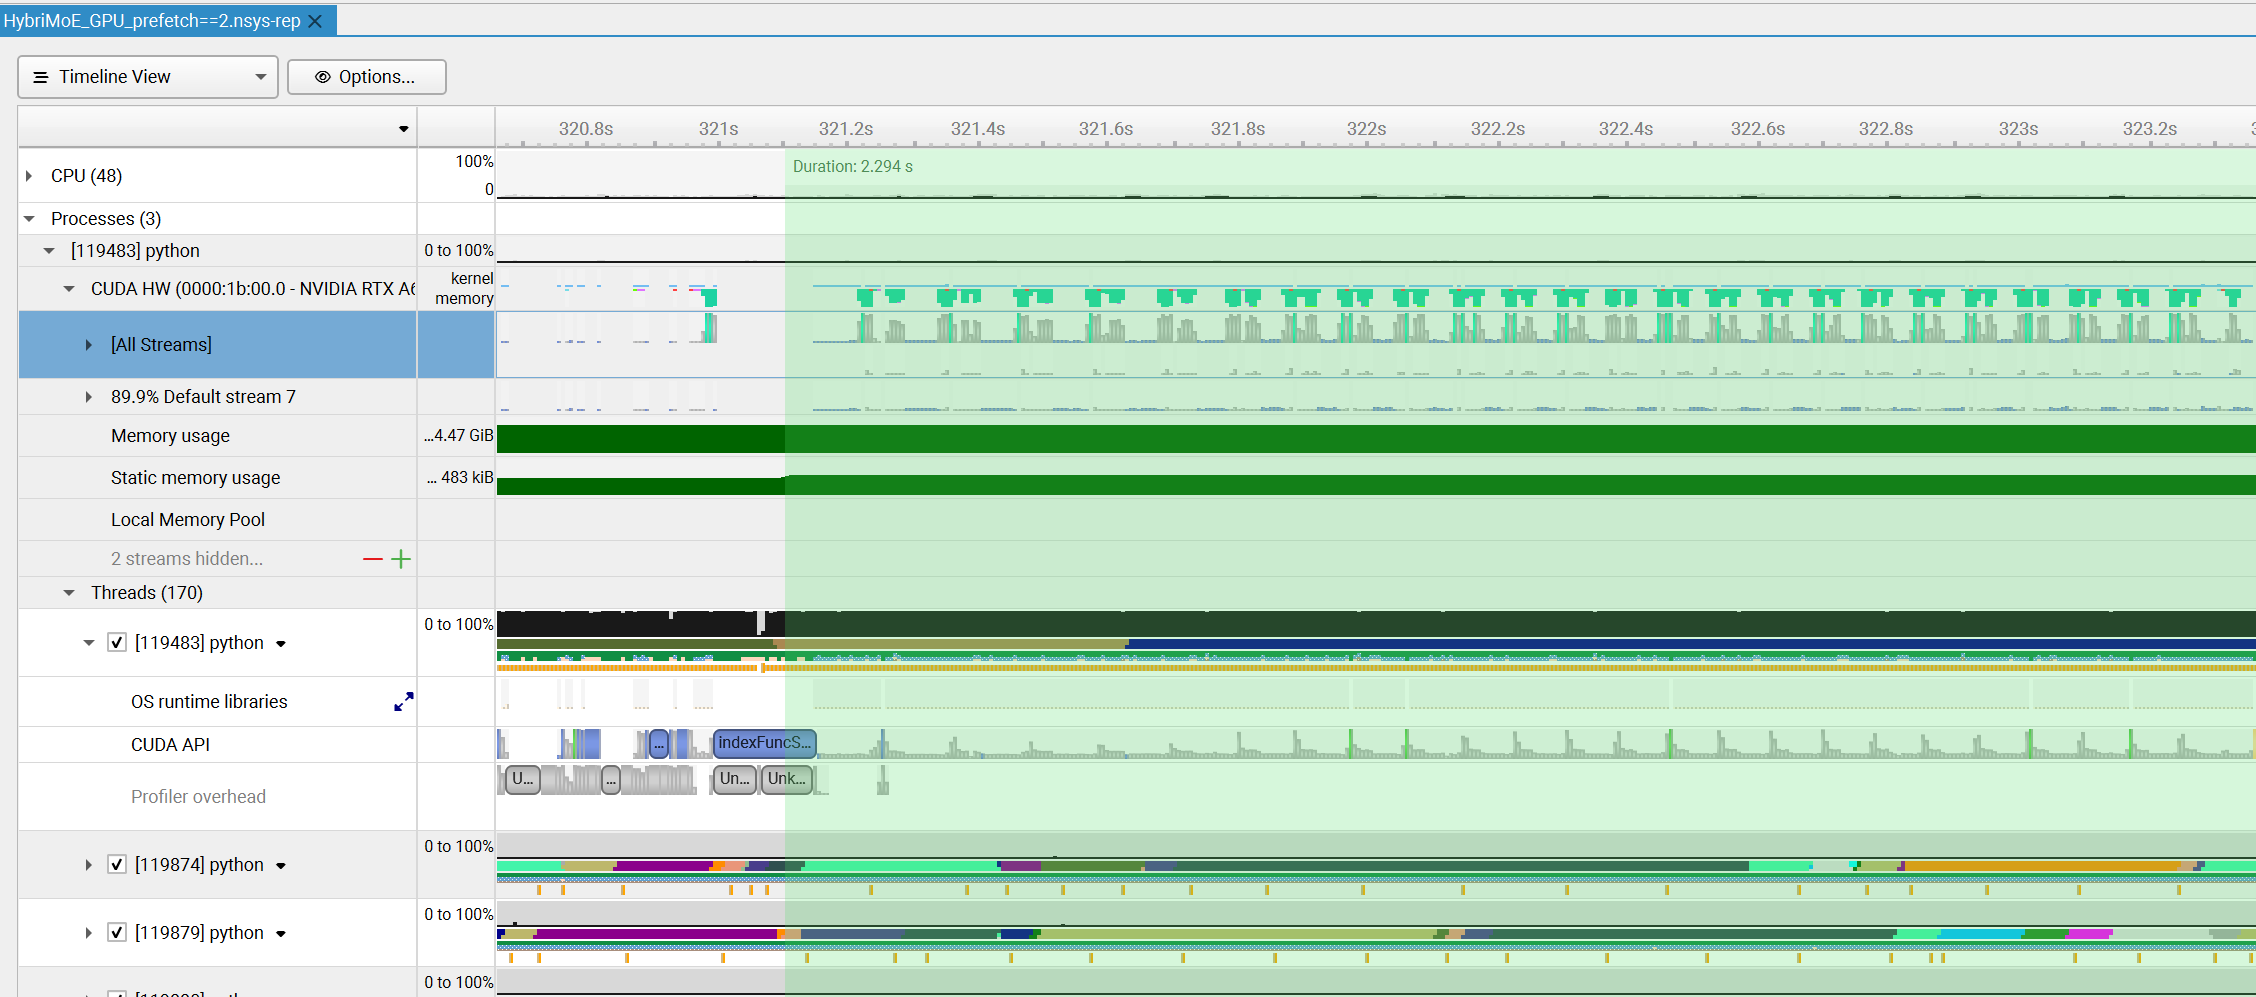 HybriMoE_GPU_prefetch==2.nsys-rep
Timeline View
Options...
320.8s 321s 321.2s 321.4s 321.6s 321.8s 322s 322.2s 322.4s 322.6s 322.8s 323s 323.2s
CPU (48)
100%
0
Duration: 2.294 s
Processes (3)
[119483] python
0 to 100%
CUDA HW (0000:1b:00.0 - NVIDIA RTX A6
kernel
memory
[All Streams]
89.9% Default stream 7
Memory usage
...4.47 GiB
Static memory usage
... 483 kiB
Local Memory Pool
2 streams hidden...
Threads (170)
[119483] python
0 to 100%
OS runtime libraries
CUDA API
...
indexFuncS...
Profiler overhead
U...
...
Un...
Unk...
[119874] python
0 to 100%
[119879] python
0 to 100%
0 to 100%